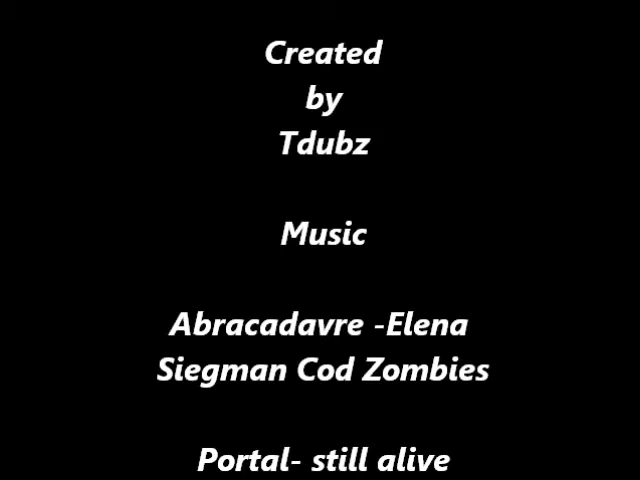 Created
by
Tdubz
Music
Abracadavre -Elena
Siegman Cod Zombies
Portal- still alive